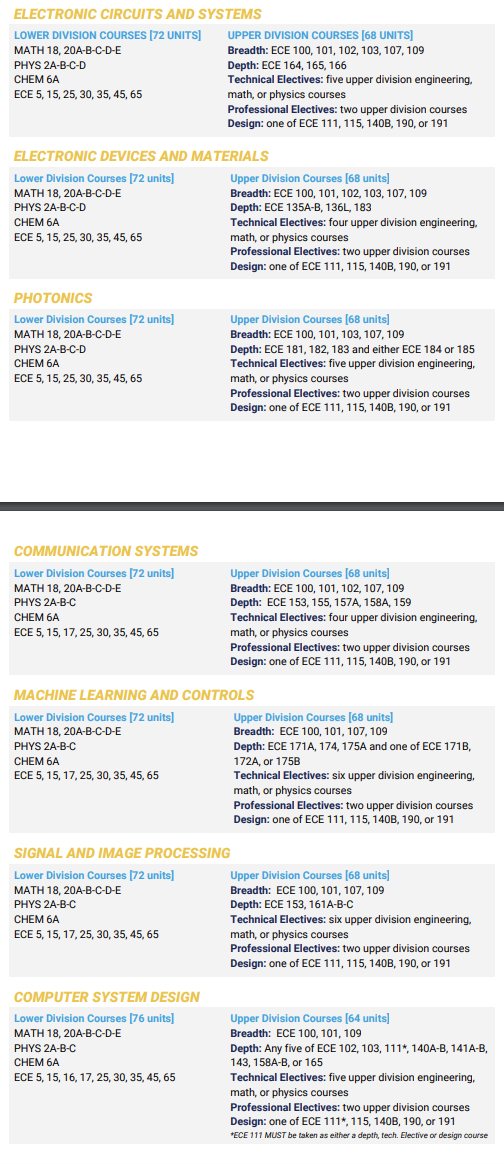 ELECTRONIC CIRCUITS AND SYSTEMS
LOWER DIVISION COURSES [72 UNITS]
MATH 18, 20A-B-C-D-E
PHYS 2A-B-C-D
CHEM 6A
ECE 5, 15, 25, 30, 35, 45, 65
UPPER DIVISION COURSES [68 UNITS]
Breadth: ECE 100, 101, 102, 103, 107, 109
Depth: ECE 164, 165, 166
Technical Electives: five upper division engineering,
math, or physics courses
Professional Electives: two upper division courses
Design: one of ECE 111, 115, 140B, 190, or 191
ELECTRONIC DEVICES AND MATERIALS
Lower Division Courses [72 units]
MATH 18, 20A-B-C-D-E
PHYS 2A-B-C-D
CHEM 6A
ECE 5, 15, 25, 30, 35, 45, 65
Upper Division Courses [68 units]
Breadth: ECE 100, 101, 102, 103, 107, 109
Depth: ECE 135A-B, 136L, 183
Technical Electives: four upper division engineering,
math, or physics courses
Professional Electives: two upper division courses
Design: one of ECE 111, 115, 140B, 190, or 191
PHOTONICS
Lower Division Courses [72 units]
MATH 18, 20A-B-C-D-E
PHYS 2A-B-C-D
CHEM 6A
ECE 5, 15, 25, 30, 35, 45, 65
Upper Division Courses [68 units]
Breadth: ECE 100, 101, 103, 107, 109
Depth: ECE 181, 182, 183 and either ECE 184 or 185
Technical Electives: five upper division engineering,
math, or physics courses
Professional Electives: two upper division courses
Design: one of ECE 111, 115, 140B, 190, or 191
COMMUNICATION SYSTEMS
Lower Division Courses [72 units]
MATH 18, 20A-B-C-D-E
PHYS 2A-B-C
CHEM 6A
ECE 5, 15, 17, 25, 30, 35, 45, 65
Upper Division Courses [68 units]
Breadth: ECE 100, 101, 102, 107, 109
Depth: ECE 153, 155, 157A, 158A, 159
Technical Electives: four upper division engineering,
math, or physics courses
Professional Electives: two upper division courses
Design: one of ECE 111, 115, 140B, 190, or 191
MACHINE LEARNING AND CONTROLS
Lower Division Courses [72 units]
MATH 18, 20A-B-C-D-E
PHYS 2A-B-C
CHEM 6A
ECE 5, 15, 17, 25, 30, 35, 45, 65
Upper Division Courses [68 units]
Breadth: ECE 100, 101, 107, 109
Depth: ECE 171A, 174, 175A and one of ECE 171B,
172A, or 175B
Technical Electives: six upper division engineering,
math, or physics courses
Professional Electives: two upper division courses
Design: one of ECE 111, 115, 140B, 190, or 191
SIGNAL AND IMAGE PROCESSING
Lower Division Courses [72 units]
MATH 18, 20A-B-C-D-E
PHYS 2A-B-C
CHEM 6A
ECE 5, 15, 17, 25, 30, 35, 45, 65
Upper Division Courses [68 units]
Breadth: ECE 100, 101, 107, 109
Depth: ECE 153, 161A-B-C
Technical Electives: six upper division engineering,
math, or physics courses
Professional Electives: two upper division courses
Design: one of ECE 111, 115, 140B, 190, or 191
COMPUTER SYSTEM DESIGN
Lower Division Courses [76 units]
MATH 18, 20A-B-C-D-E
PHYS 2A-B-C
CHEM 6A
ECE 5, 15, 16, 17, 25, 30, 35, 45, 65
Upper Division Courses [64 units]
Breadth: ECE 100, 101, 109
Depth: Any five of ECE 102, 103, 111*, 140A-B, 141A-B,
143, 158A-B, or 165
Technical Electives: five upper division engineering,
math, or physics courses
Professional Electives: two upper division courses
Design: one of ECE 111*, 115, 140B, 190, or 191
*ECE 111 MUST be taken as either a depth, tech. Elective or design course